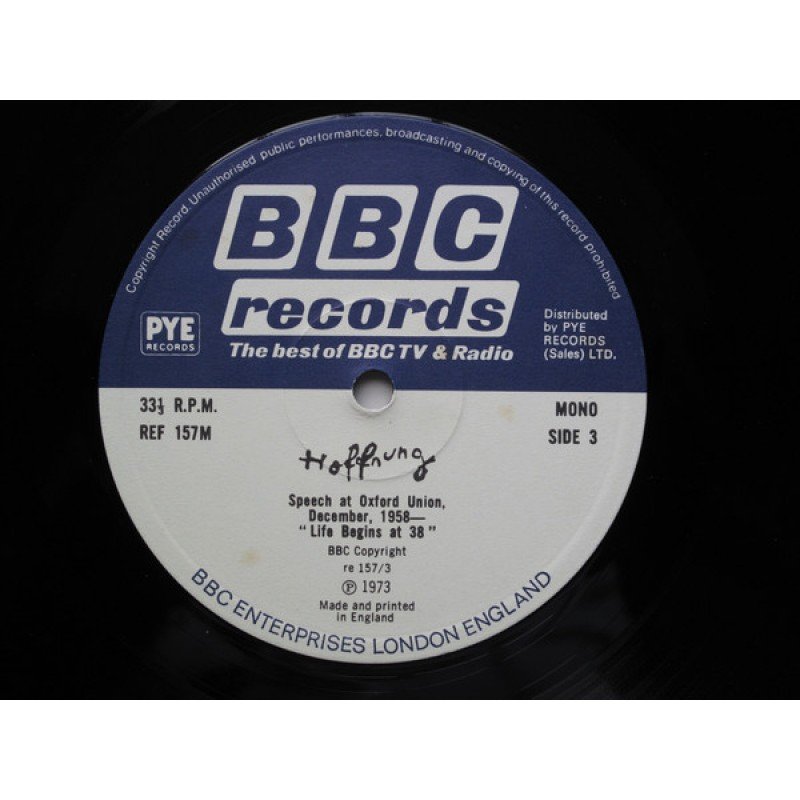 Copyright Record. Unauthorised public performances, broadcasting and copying of this record prohibited
BBC
records
The best of BBC TV & Radio
PYE
RECORDS
Distributed
by PYE
RECORDS
(Sales) LTD.
33⅓ R.P.M.
REF 157M
MONO
SIDE 3
Hoffnung
Speech at Oxford Union,
December, 1958—
"Life Begins at 38"
BBC Copyright
re 157/3
Ⓟ 1973
Made and printed
in England
BBC ENTERPRISES LONDON ENGLAND